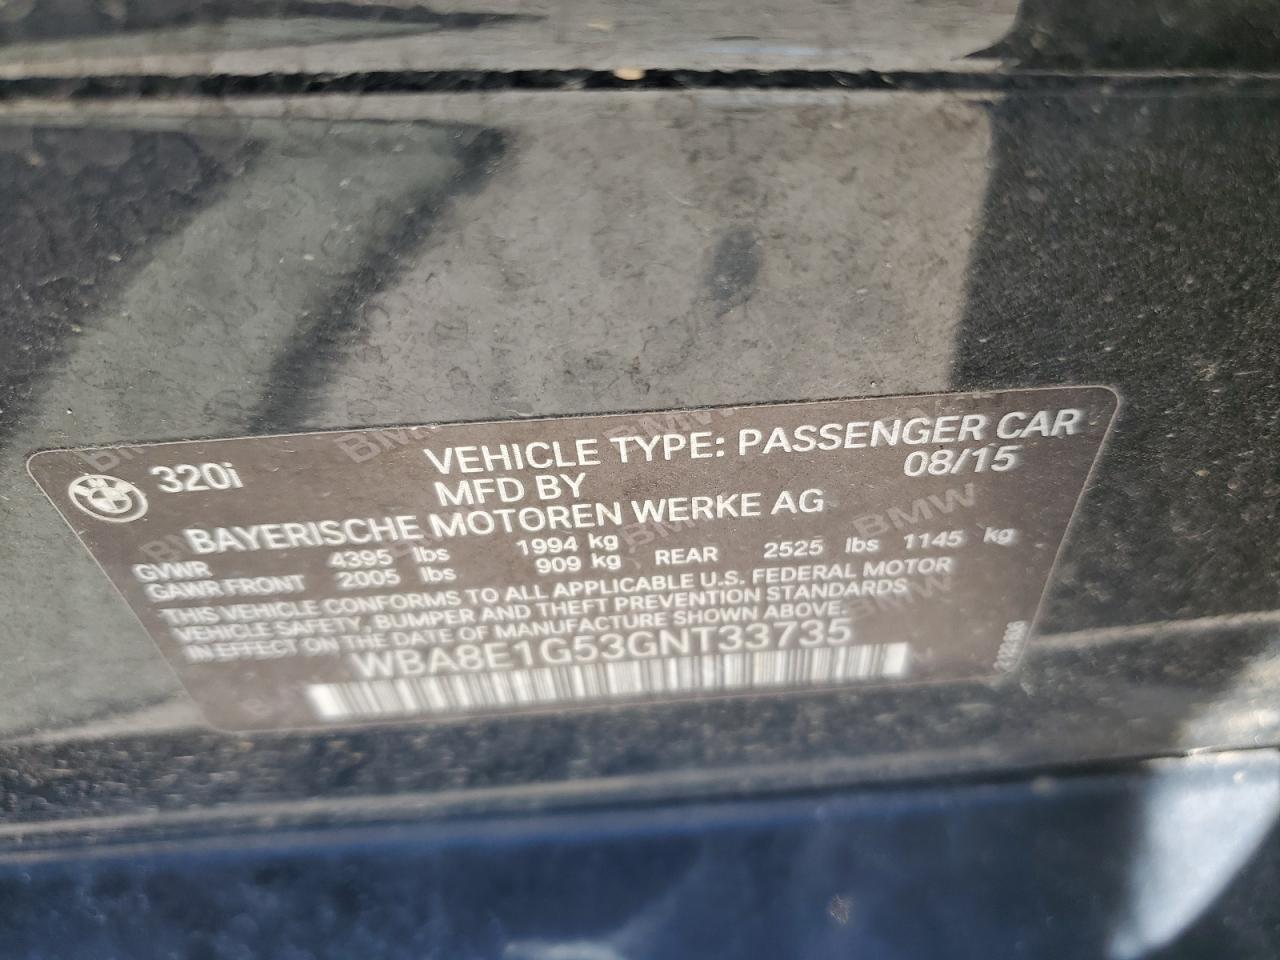 320i
VEHICLE TYPE: PASSENGER CAR
MFD BY 08/15
BAYERISCHE MOTOREN WERKE AG
GVWR 4395 lbs 1994 kg
GAWR FRONT 2005 lbs 909 kg REAR 2525 lbs 1145 kg
THIS VEHICLE CONFORMS TO ALL APPLICABLE U.S. FEDERAL MOTOR
VEHICLE SAFETY, BUMPER AND THEFT PREVENTION STANDARDS
IN EFFECT ON THE DATE OF MANUFACTURE SHOWN ABOVE.
WBA8E1G53GNT33735